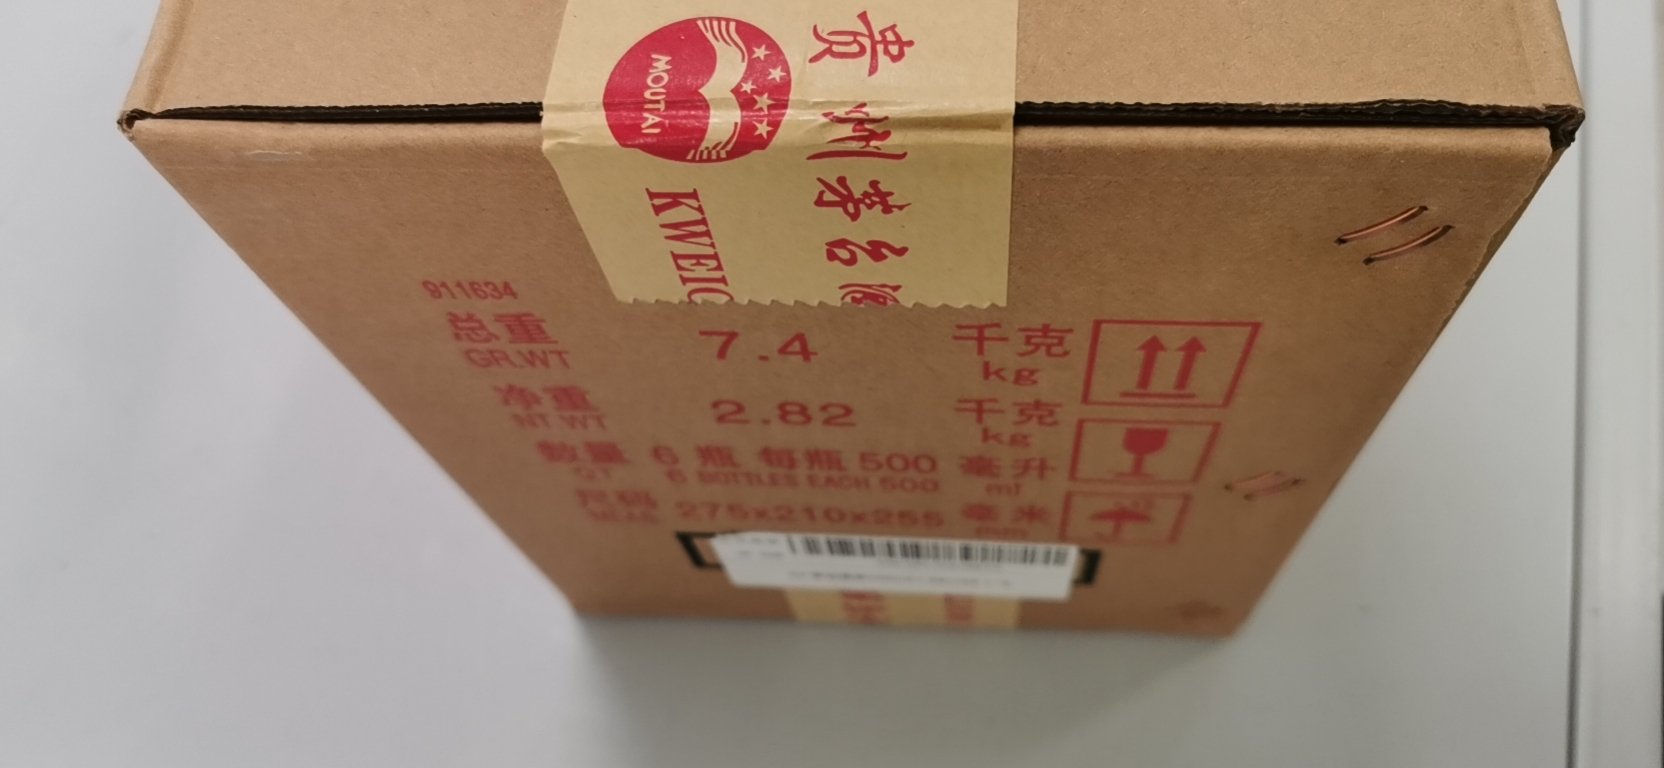 MOUTAI
贵州茅台酒
KWEIC
911634
总重 7.4 千克
GR.WT kg
净重 2.82 千克
NT.WT kg
数量 6 瓶 每瓶 500 毫升
QT 6 BOTTLES EACH 500 ml
尺码 275x210x255 毫米
MEAS mm